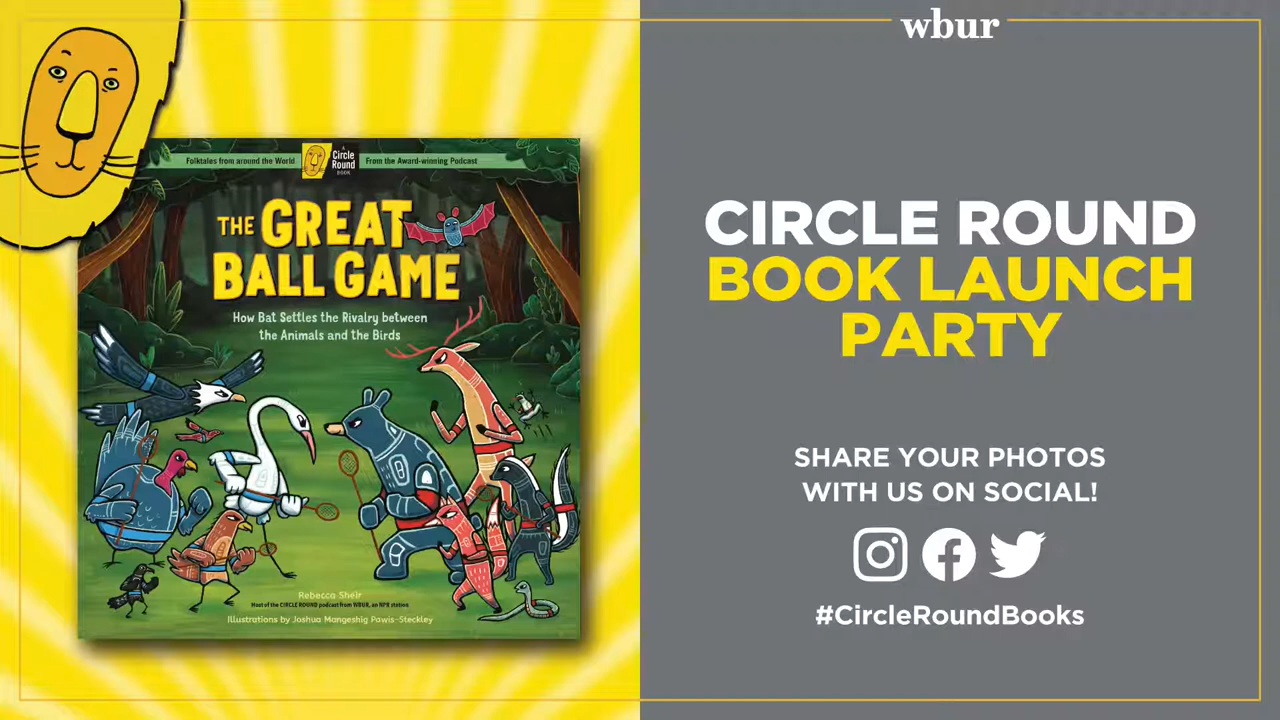 wbur
Folktales from around the World
A
Circle
Round
BOOK
From the Award-winning Podcast
THE GREAT
BALL GAME
How Bat Settles the Rivalry between
the Animals and the Birds
Rebecca Sheir
Host of the CIRCLE ROUND podcast from WBUR, an NPR station
Illustrations by Joshua Mangeshig Pawis-Steckley
CIRCLE ROUND
BOOK LAUNCH
PARTY
SHARE YOUR PHOTOS
WITH US ON SOCIAL!
#CircleRoundBooks